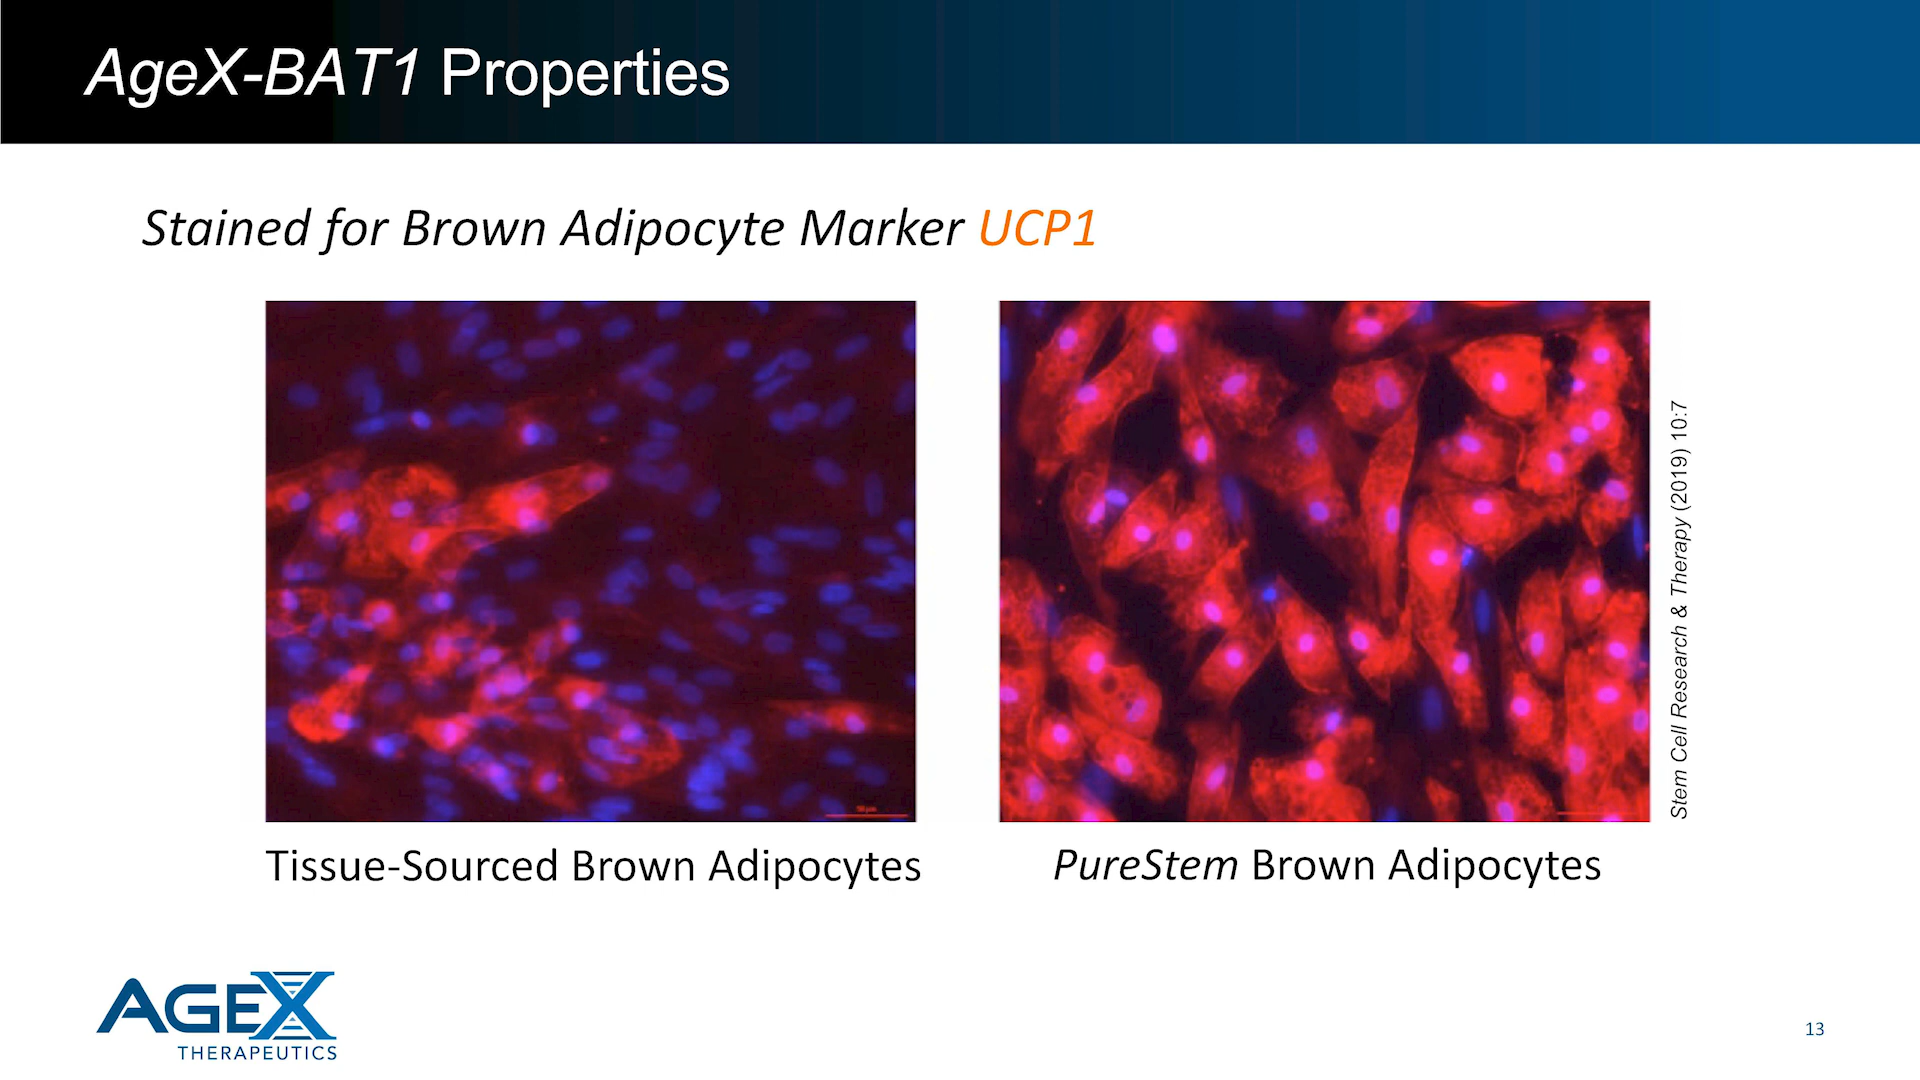 AgeX-BAT1 Properties
Stained for Brown Adipocyte Marker UCP1
Stem Cell Research & Therapy (2019) 10:7
Tissue-Sourced Brown Adipocytes
PureStem Brown Adipocytes
AGEX
THERAPEUTICS
13